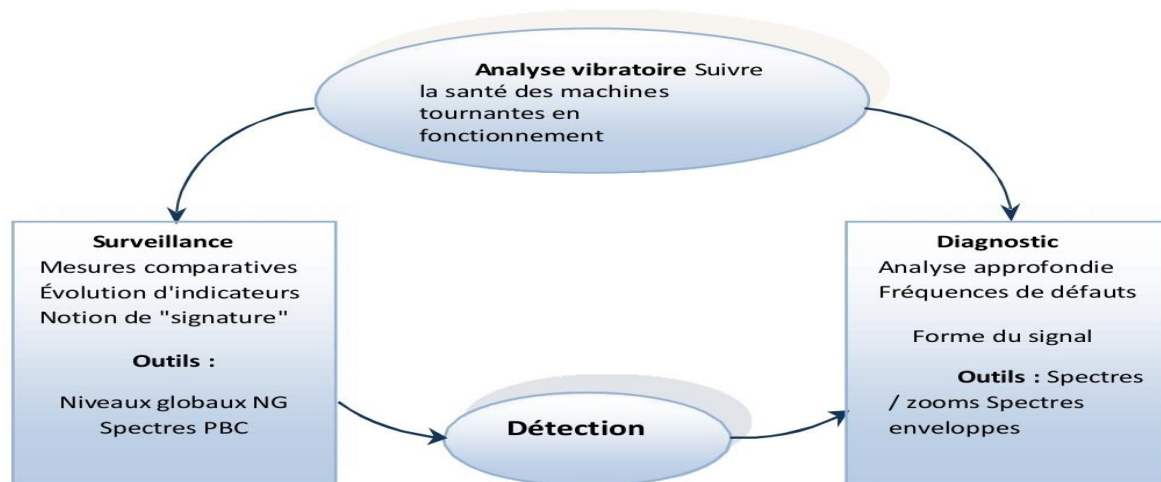 Analyse vibratoire Suivre
la santé des machines
tournantes en
fonctionnement
Surveillance
Mesures comparatives
Évolution d'indicateurs
Notion de "signature"
Outils :
Niveaux globaux NG
Spectres PBC
Détection
Diagnostic
Analyse approfondie
Fréquences de défauts
Forme du signal
Outils : Spectres
/ zooms Spectres
enveloppes